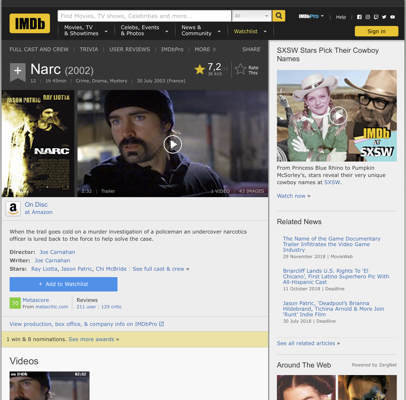 IMDb
Find Movies, TV shows, Celebrities and more...
All
IMDbPro
Help
Movies, TV
& Showtimes
Celebs, Events
& Photos
News &
Community
Watchlist
Sign in
FULL CAST AND CREW | TRIVIA | USER REVIEWS | IMDbPro | MORE
SHARE
Narc (2002)
12 | 1h 45min | Crime, Drama, Mystery | 30 July 2003 (France)
7,2
Rate
This
JASON PATRIC RAY LIOTTA
NARC
2:32 | Trailer
1 VIDEO | 43 IMAGES
On Disc
at Amazon
When the trail goes cold on a murder investigation of a policeman an undercover narcotics
officer is lured back to the force to help solve the case.
Director: Joe Carnahan
Writer: Joe Carnahan
Stars: Ray Liotta, Jason Patric, Chi McBride | See full cast & crew »
+ Add to Watchlist
70
Metascore
From metacritic.com
Reviews
211 user | 129 critic
View production, box office, & company info on IMDbPro
1 win & 8 nominations. See more awards »
Videos
SXSW Stars Pick Their Cowboy
Names
IMDb
AT
SXSW
From Princess Blue Rhino to Pumpkin
McSorley's, stars reveal their very unique
cowboy names at SXSW.
Watch now »
Related News
The Name of the Game Documentary
Trailer Infiltrates the Video Game
Industry
29 November 2018 | MovieWeb
Briarcliff Lands U.S. Rights To 'El
Chicano', First Latino Superhero Pic With
All-Hispanic Cast
11 October 2018 | Deadline
Jason Patric, 'Deadpool's Brianna
Hildebrand, Tichina Arnold & More Join
'Runt' Indie Film
30 July 2018 | Deadline
See all related articles »
Around The Web
Powered by ZergNet